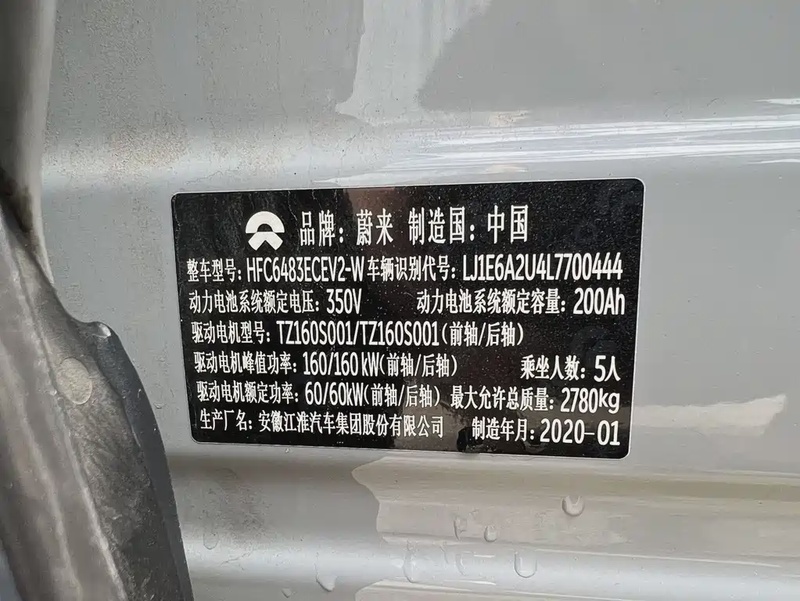 品牌：蔚来 制造国：中国
整车型号：HFC6483ECEV2-W 车辆识别代号：LJ1E6A2U4L7700444
动力电池系统额定电压：350V 动力电池系统额定容量：200Ah
驱动电机型号：TZ160S001/TZ160S001(前轴/后轴)
驱动电机峰值功率：160/160kW(前轴/后轴) 乘坐人数：5人
驱动电机额定功率：60/60kW(前轴/后轴) 最大允许总质量：2780kg
生产厂名：安徽江淮汽车集团股份有限公司 制造年月：2020-01